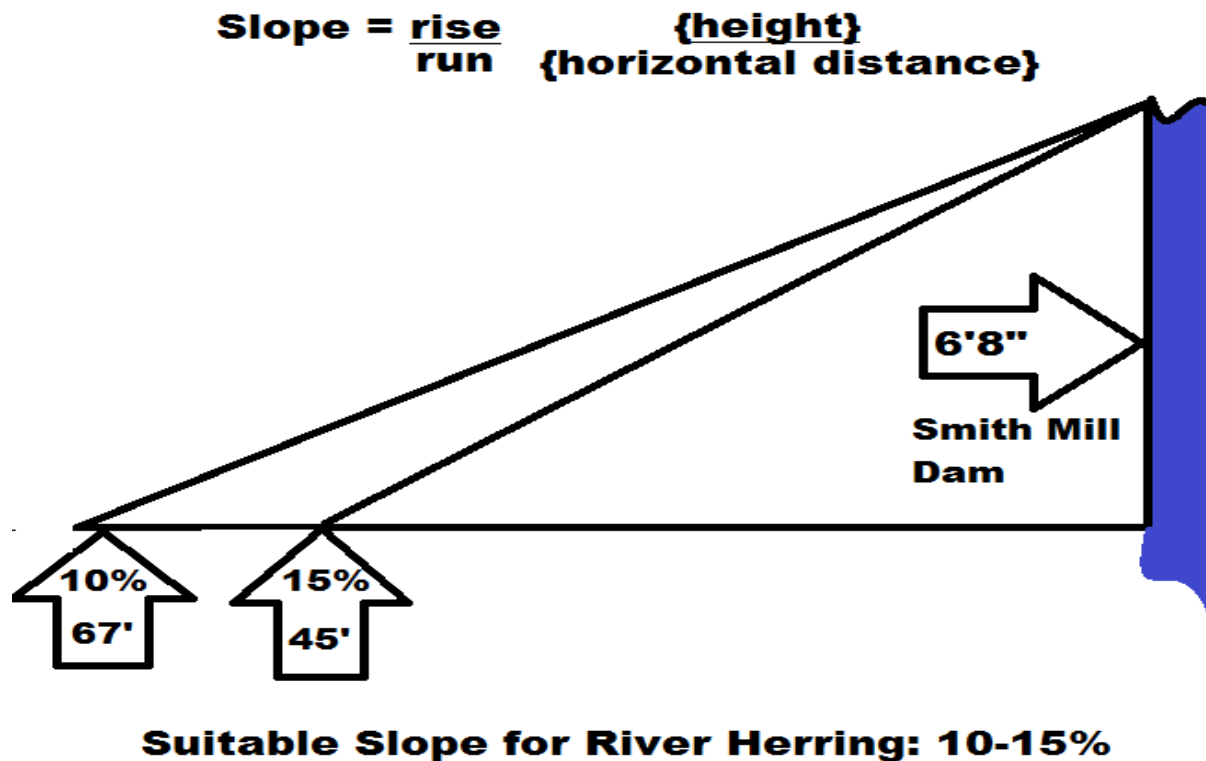 Slope = rise {height}
run {horizontal distance}
6'8"
Smith Mill
Dam
10% 15%
67' 45'
Suitable Slope for River Herring: 10-15%